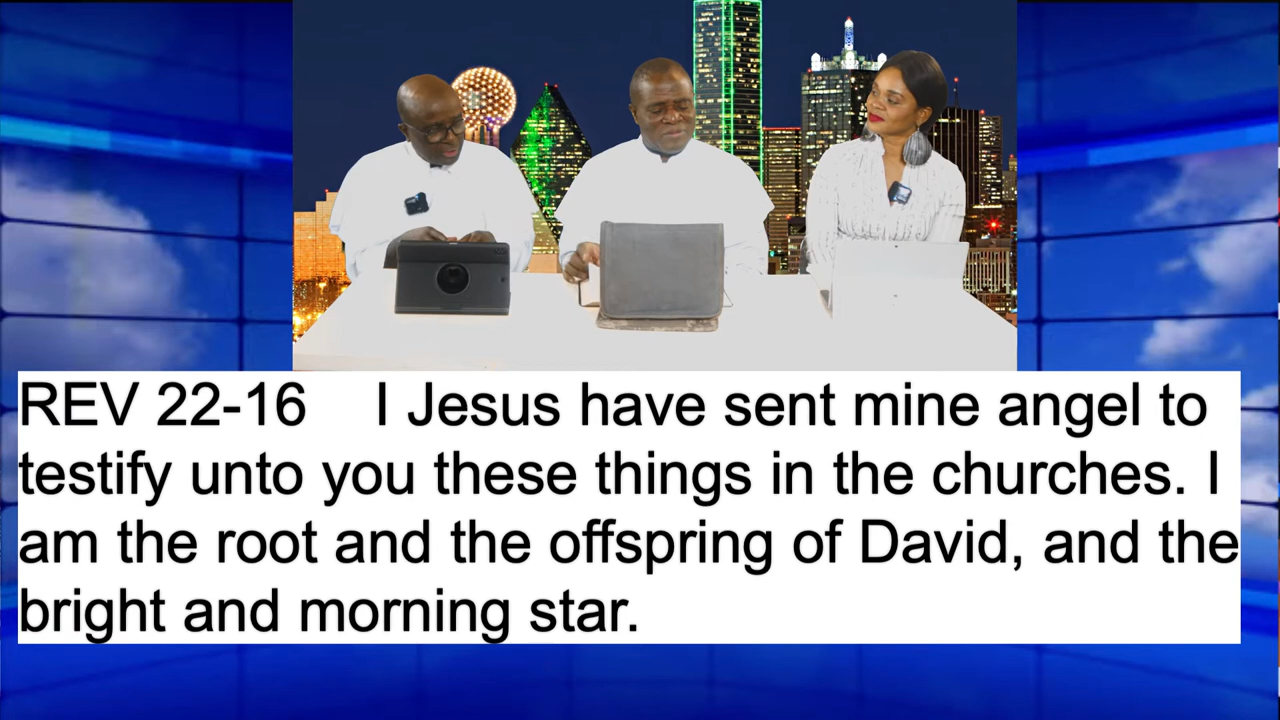 REV 22-16 I Jesus have sent mine angel to
testify unto you these things in the churches. I
am the root and the offspring of David, and the
bright and morning star.